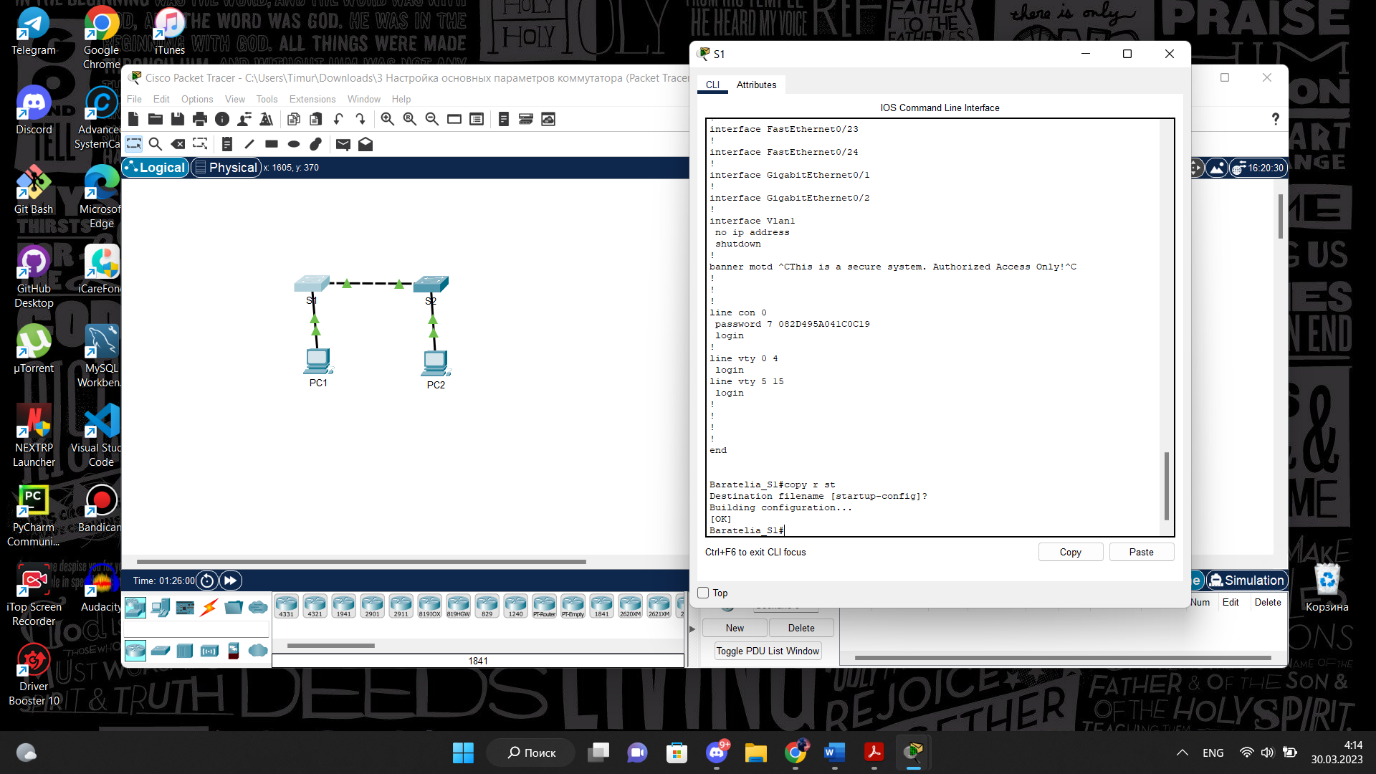 Telegram
Google
Chrome
iTunes
Discord
Advanc
SystemCa
Git Bash
Microsof
Edge
GitHub
Desktop
iCareFone
µTorrent
MySQL
Workben
NEXTRP
Launcher
Visual Stuc
Code
PyCharm
Communi...
Bandican
iTop Screen
Recorder
Audacity
Driver
Booster 10
Корзина
Cisco Packet Tracer - C:\Users\Timur\Downloads\3 Настройка основных параметров коммутатора (Packet Tracer
File Edit Options View Tools Extensions Window Help
Logical
Physical
x: 1605, y: 370
16:20:30
S1
S2
PC1
PC2
Time: 01:26:00
Simulation
4331
4321
1941
2901
2911
819IOX
819HGW
829
1240
PT-Router
PT-Empty
1841
2620XM
2621XM
1841
New
Delete
Toggle PDU List Window
Num
Edit
Delete
S1
CLI
Attributes
IOS Command Line Interface
interface FastEthernet0/23
!
interface FastEthernet0/24
!
interface GigabitEthernet0/1
!
interface GigabitEthernet0/2
!
interface Vlan1
no ip address
shutdown
!
banner motd ^CThis is a secure system. Authorized Access Only!^C
!
!
!
line con 0
password 7 082D495A041C0C19
login
!
line vty 0 4
login
line vty 5 15
login
!
!
!
!
end
Baratelia_S1#copy r st
Destination filename [startup-config]?
Building configuration...
[OK]
Baratelia_S1#
Ctrl+F6 to exit CLI focus
Copy
Paste
Top
Поиск
ENG
4:14
30.03.2023